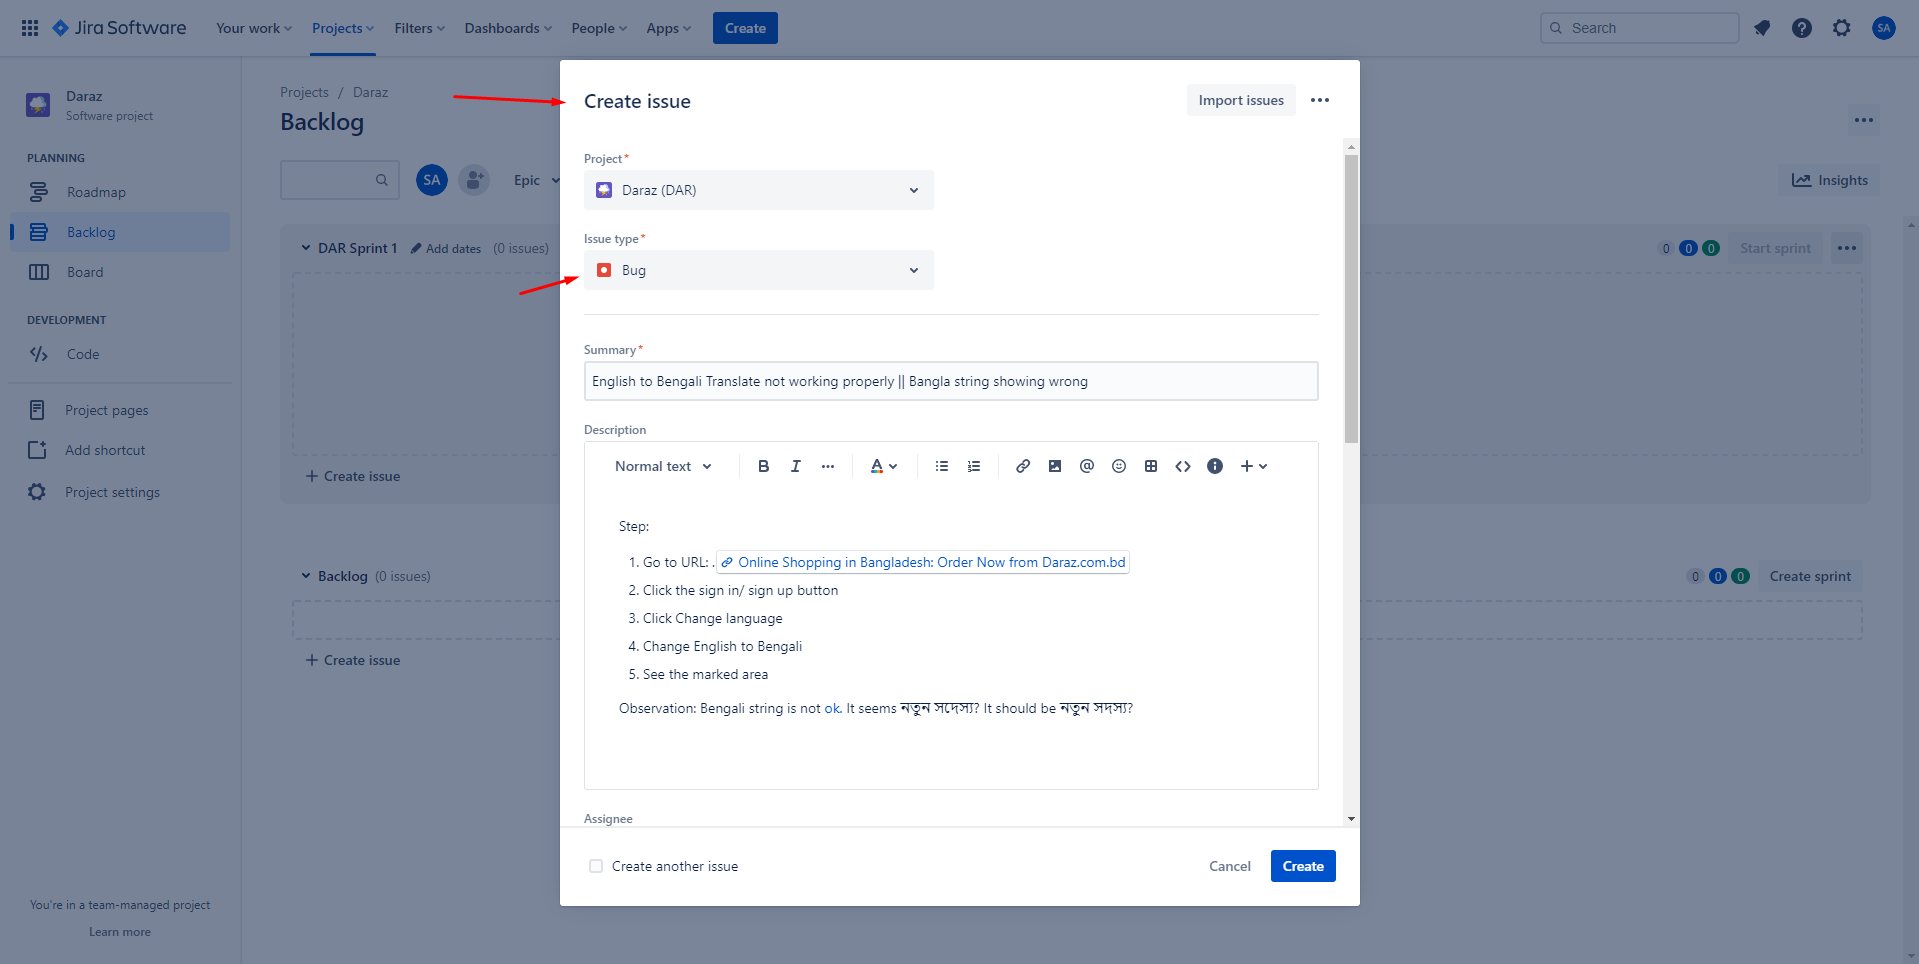 Jira Software Your work Projects Filters Dashboards People Apps Create Search SA
Daraz
Software project
PLANNING
Roadmap
Backlog
Board
DEVELOPMENT
Code
Project pages
Add shortcut
Project settings
You're in a team-managed project
Learn more
Projects / Daraz
Backlog
SA Epic
Insights
DAR Sprint 1 Add dates (0 issues) 0 0 0 Start sprint
+ Create issue
Backlog (0 issues) 0 0 0 Create sprint
+ Create issue
Create issue Import issues
Project*
Daraz (DAR)
Issue type*
Bug
Summary*
English to Bengali Translate not working properly || Bangla string showing wrong
Description
Normal text B I A
Step:
1. Go to URL: . Online Shopping in Bangladesh: Order Now from Daraz.com.bd
2. Click the sign in/ sign up button
3. Click Change language
4. Change English to Bengali
5. See the marked area
Observation: Bengali string is not ok. It seems নতুন সদেস্য? It should be নতুন সদস্য?
Assignee
Create another issue Cancel Create